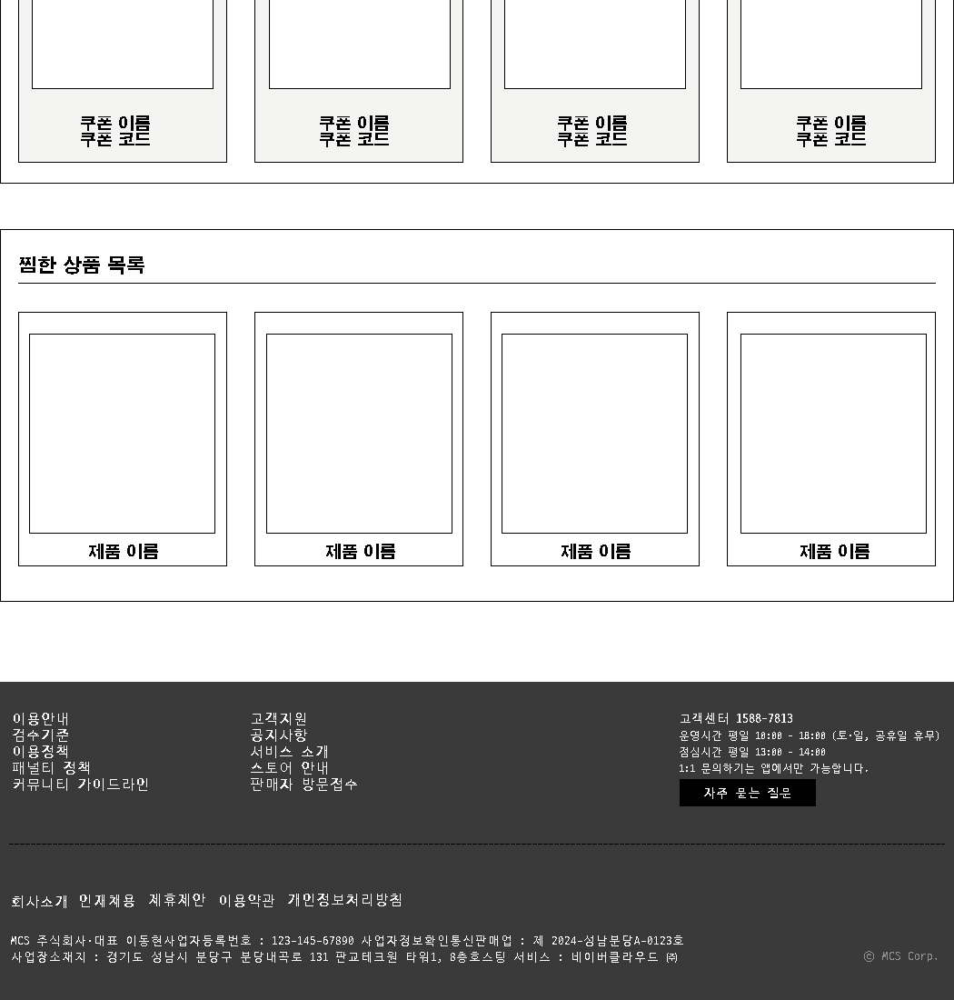 쿠폰 이름 쿠폰 이름 쿠폰 이름 쿠폰 이름
쿠폰 코드 쿠폰 코드 쿠폰 코드 쿠폰 코드
찜한 상품 목록
제품 이름 제품 이름 제품 이름 제품 이름
이용안내
검수기준
이용정책
패널티 정책
커뮤니티 가이드라인
고객지원
공지사항
서비스 소개
스토어 안내
판매자 방문접수
고객센터 1588-7813
운영시간 평일 10:00 - 18:00 (토·일, 공휴일 휴무)
점심시간 평일 13:00 - 14:00
1:1 문의하기는 앱에서만 가능합니다.
자주 묻는 질문
회사소개 인재채용 제휴제안 이용약관 개인정보처리방침
MCS 주식회사·대표 이동현사업자등록번호 : 123-145-67890 사업자정보확인통신판매업 : 제 2024-성남분당A-0123호
사업장소재지 : 경기도 성남시 분당구 분당내곡로 131 판교테크원 타워1, 8층호스팅 서비스 : 네이버클라우드 ㈜
© MCS Corp.